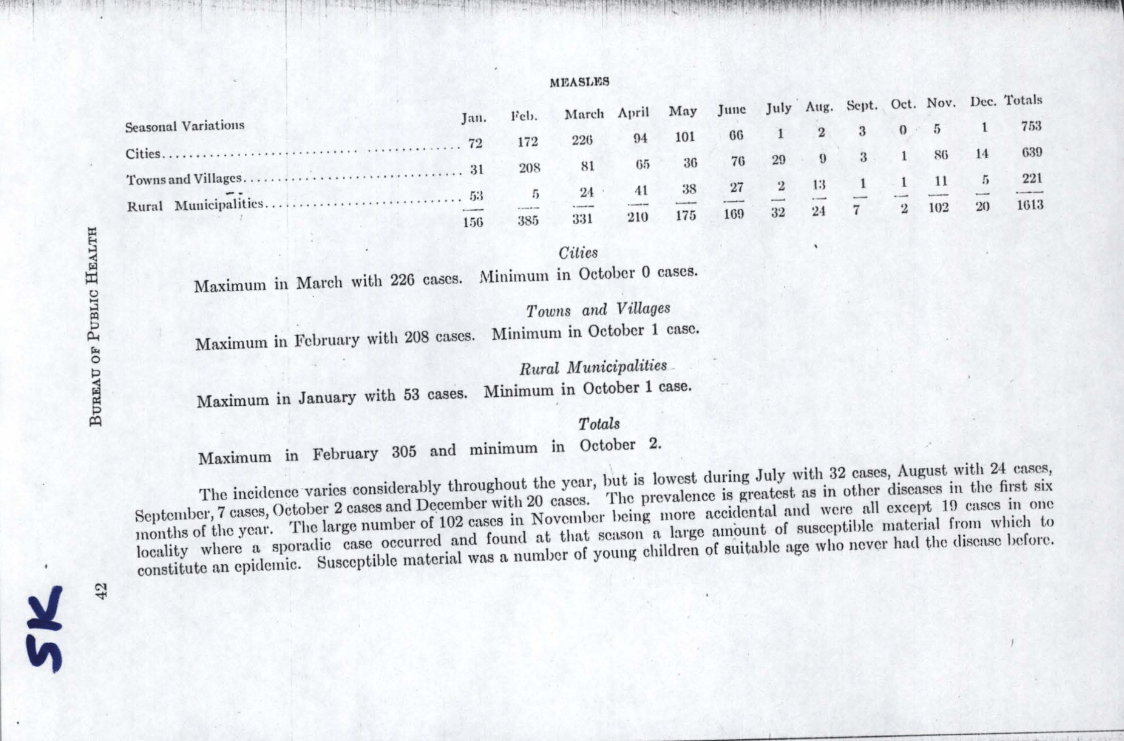 MEASLES
Seasonal Variations Jan. Feb. March April May June July Aug. Sept. Oct. Nov. Dec. Totals
Cities 72 172 226 94 101 66 1 2 3 0 5 1 753
Towns and Villages 31 208 81 65 36 76 29 9 3 1 86 14 639
Rural Municipalities 53 5 24 41 38 27 2 13 1 1 11 5 221
156 385 331 210 175 169 32 24 7 2 102 20 1613
Cities
Maximum in March with 226 cases. Minimum in October 0 cases.
Towns and Villages
Maximum in February with 208 cases. Minimum in October 1 case.
Rural Municipalities
Maximum in January with 53 cases. Minimum in October 1 case.
Totals
Maximum in February 305 and minimum in October 2.
The incidence varies considerably throughout the year, but is lowest during July with 32 cases, August with 24 cases,
September, 7 cases, October 2 cases and December with 20 cases. The prevalence is greatest as in other diseases in the first six
months of the year. The large number of 102 cases in November being more accidental and were all except 19 cases in one
locality where a sporadic case occurred and found at that season a large amount of susceptible material from which to
constitute an epidemic. Susceptible material was a number of young children of suitable age who never had the disease before.
BUREAU OF PUBLIC HEALTH
42
SK